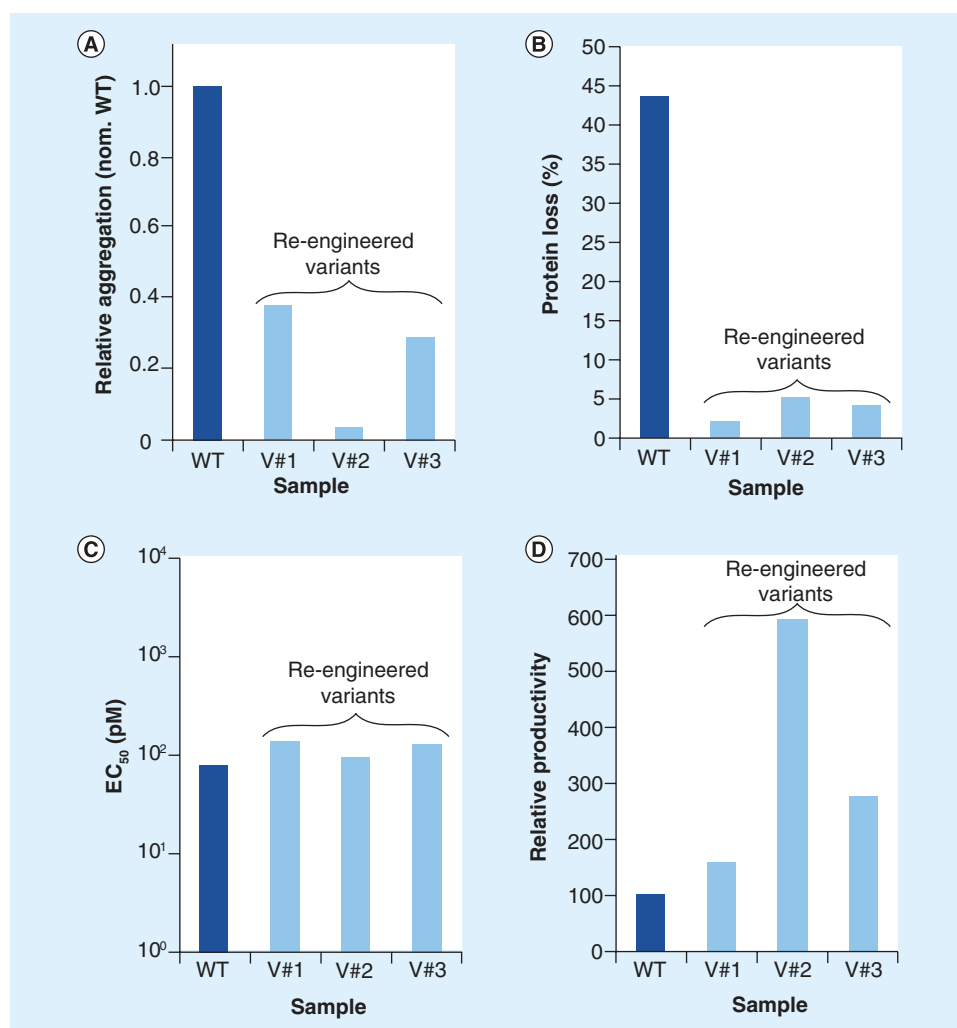 A
Relative aggregation (nom. WT)
1.0
0.8
0.6
0.4
0.2
0
Re-engineered
variants
WT V#1 V#2 V#3
Sample
B
Protein loss (%)
50
45
40
35
30
25
20
15
10
5
0
Re-engineered
variants
WT V#1 V#2 V#3
Sample
C
EC₅₀ (pM)
10⁴
10³
10²
10¹
10⁰
Re-engineered
variants
WT V#1 V#2 V#3
Sample
D
Relative productivity
700
600
500
400
300
200
100
0
Re-engineered
variants
WT V#1 V#2 V#3
Sample